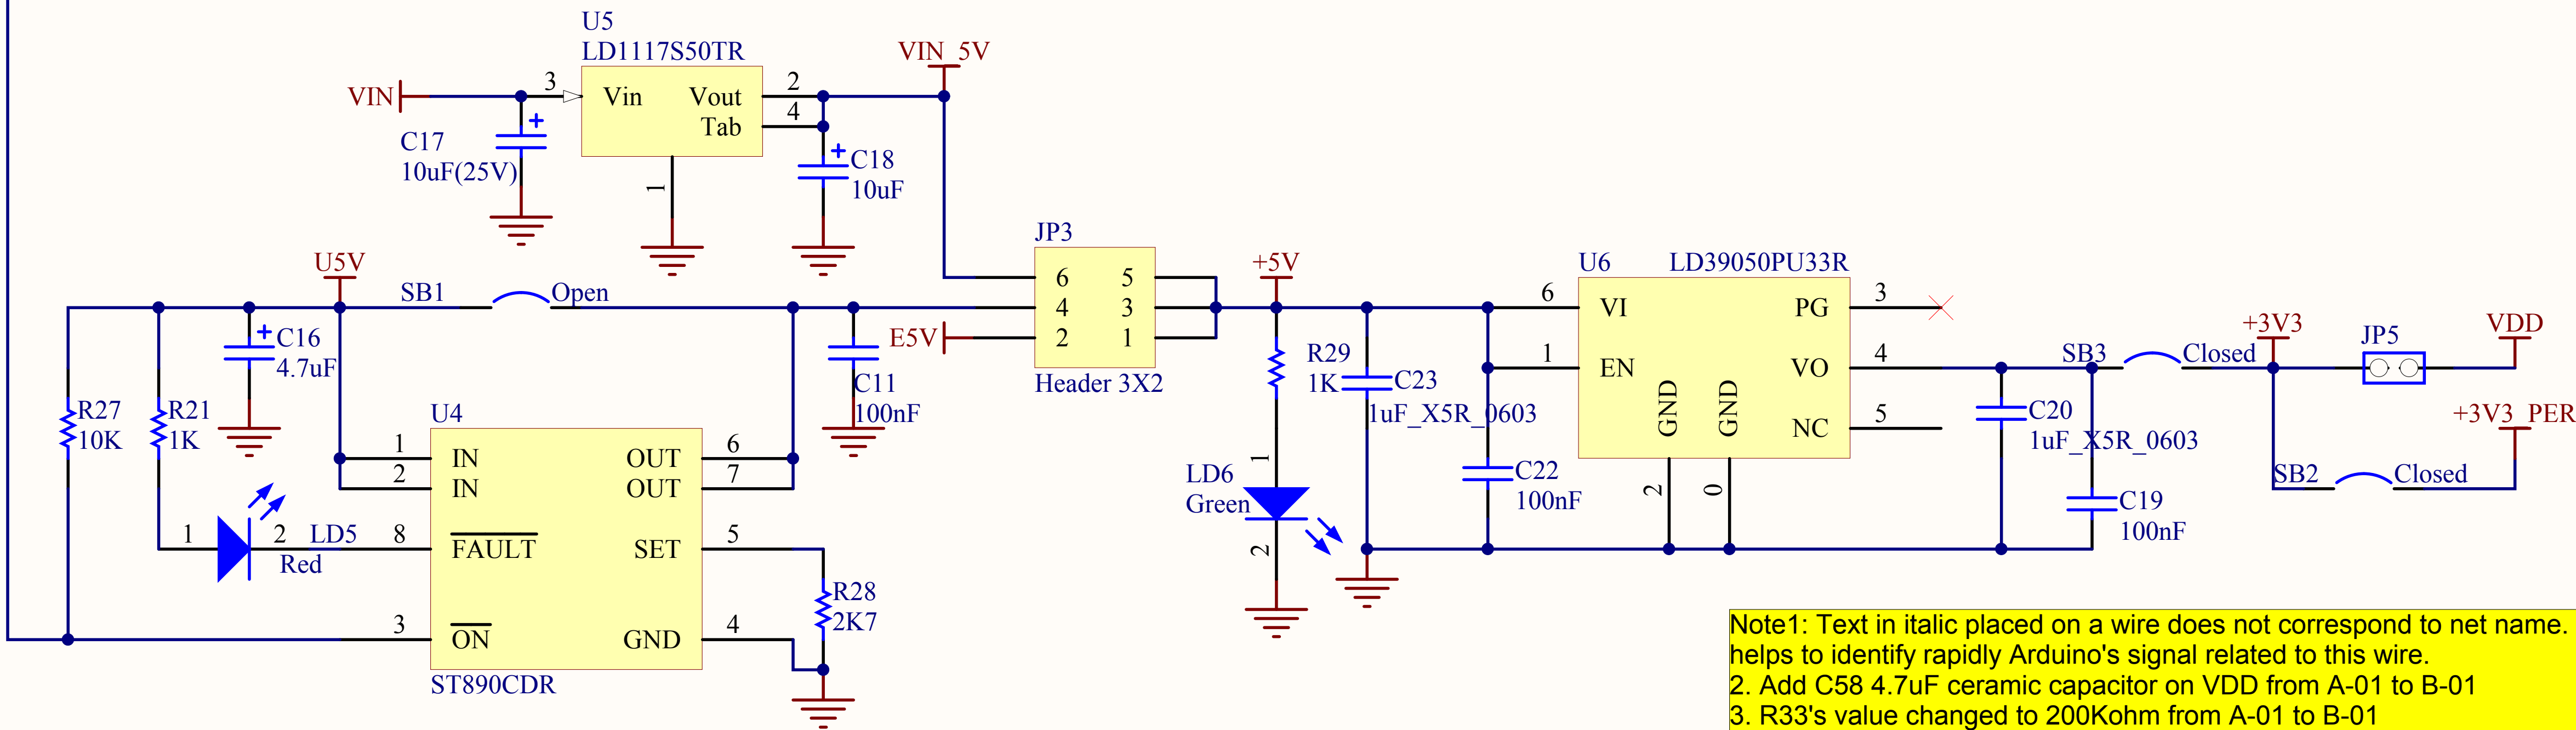 U5
LD1117S50TR
VIN
3
Vin
Vout
Tab
2
4
1
VIN_5V
C17
10uF(25V)
C18
10uF
U5V
SB1
Open
C16
4.7uF
R27
10K
R21
1K
1
2
LD5
Red
U4
1
2
8
3
IN
IN
FAULT
ON
OUT
OUT
SET
GND
6
7
5
4
ST890CDR
R28
2K7
C11
100nF
E5V
JP3
6
4
2
5
3
1
Header 3X2
+5V
R29
1K
C23
1uF_X5R_0603
LD6
Green
1
2
C22
100nF
U6
LD39050PU33R
6
1
VI
EN
GND
GND
PG
VO
NC
3
4
5
2
0
C20
1uF_X5R_0603
C19
100nF
SB3
Closed
+3V3
JP5
VDD
+3V3_PER
SB2
Closed
Note1: Text in italic placed on a wire does not correspond to net name.
helps to identify rapidly Arduino's signal related to this wire.
2. Add C58 4.7uF ceramic capacitor on VDD from A-01 to B-01
3. R33's value changed to 200Kohm from A-01 to B-01